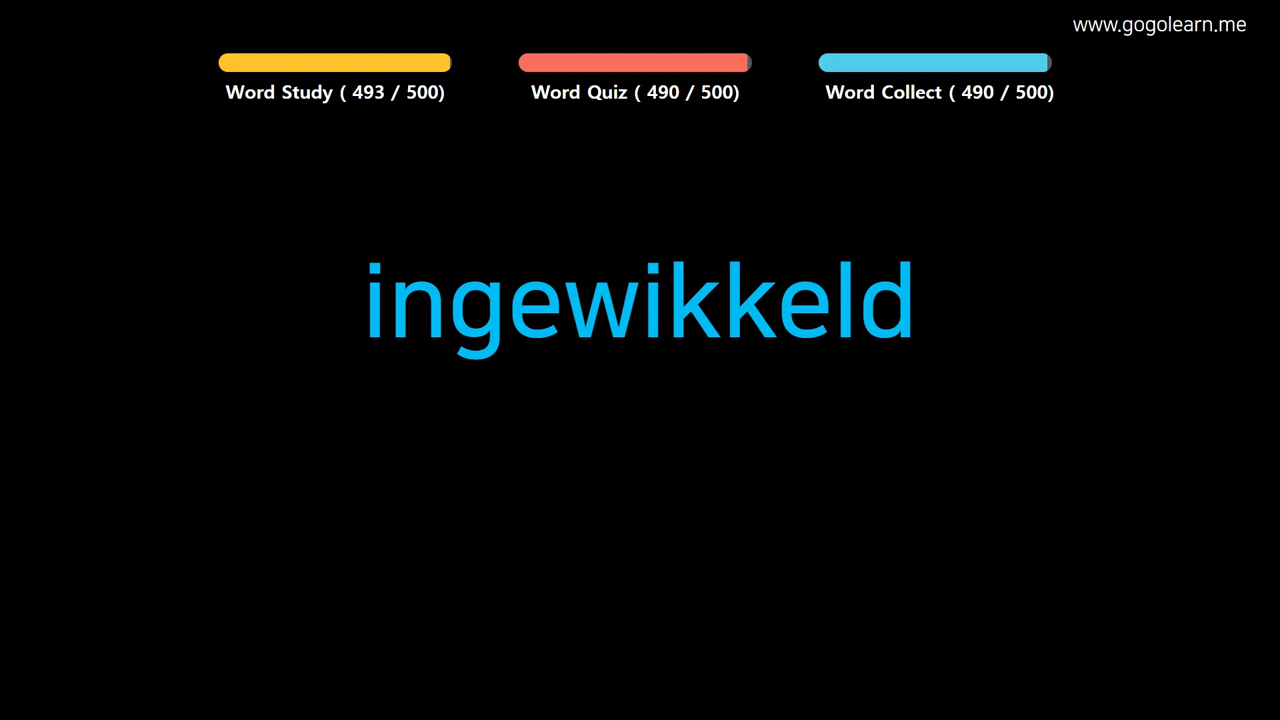 www.gogolearn.me
Word Study ( 493 / 500)
Word Quiz ( 490 / 500)
Word Collect ( 490 / 500)
ingewikkeld